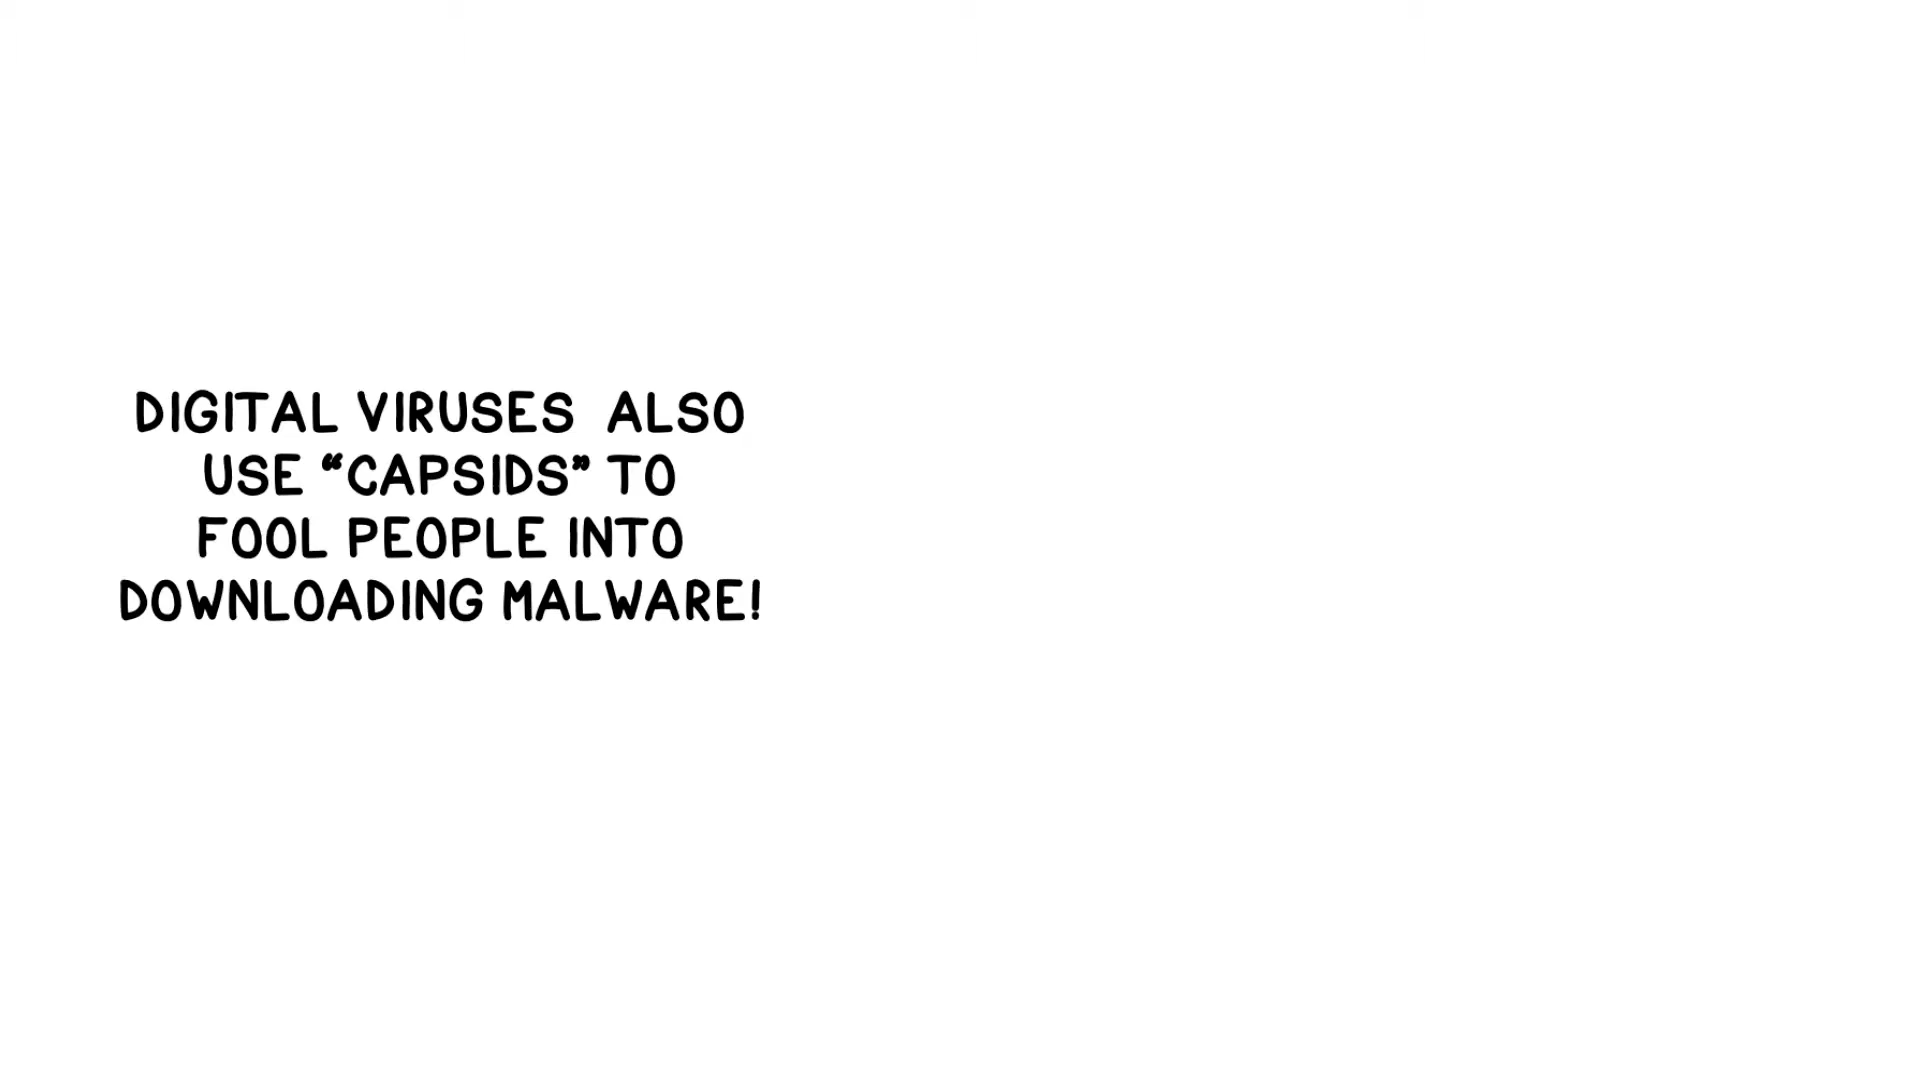 DIGITAL VIRUSES  ALSO
USE “CAPSIDS” TO
FOOL PEOPLE INTO
DOWNLOADING MALWARE!